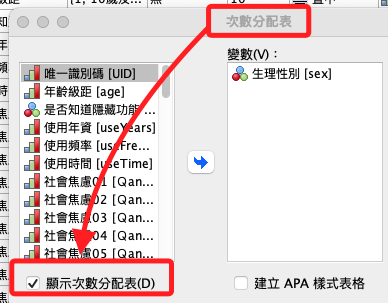 次數分配表
變數(V)：
唯一識別碼 [UID]
年齡級距 [age]
是否知道隱藏功能 ...
使用年資 [useYears]
使用頻率 [useFre...
使用時間 [useTime]
社會焦慮01 [Qan...
社會焦慮02 [Qan...
社會焦慮03 [Qan...
社會焦慮04 [Qan...
社會焦慮05 [Qan...
生理性別 [sex]
顯示次數分配表(D)
建立 APA 樣式表格